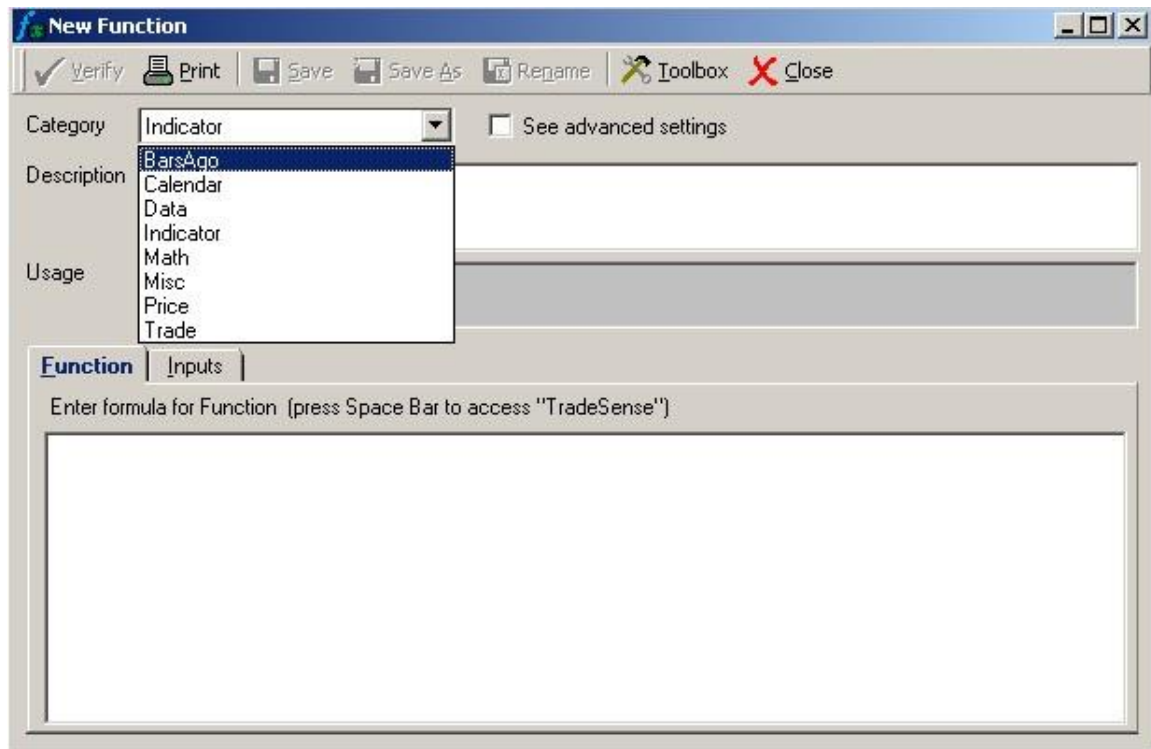 New Function
Verify Print Save Save As Rename Toolbox Close
Category Indicator See advanced settings
BarsAgo
Description
Calendar
Data
Indicator
Math
Usage
Misc
Price
Trade
Function Inputs
Enter formula for Function (press Space Bar to access "TradeSense")